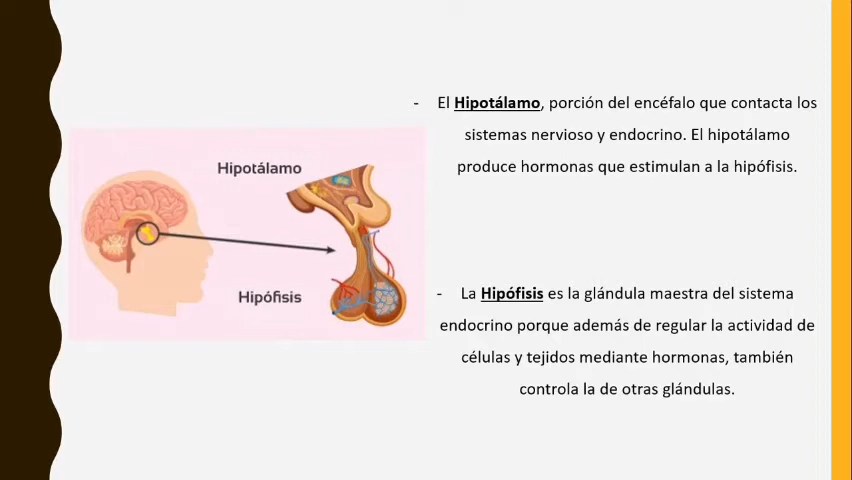 Hipotálamo
Hipófisis
- El Hipotálamo, porción del encéfalo que contacta los
sistemas nervioso y endocrino. El hipotálamo
produce hormonas que estimulan a la hipófisis.
- La Hipófisis es la glándula maestra del sistema
endocrino porque además de regular la actividad de
células y tejidos mediante hormonas, también
controla la de otras glándulas.